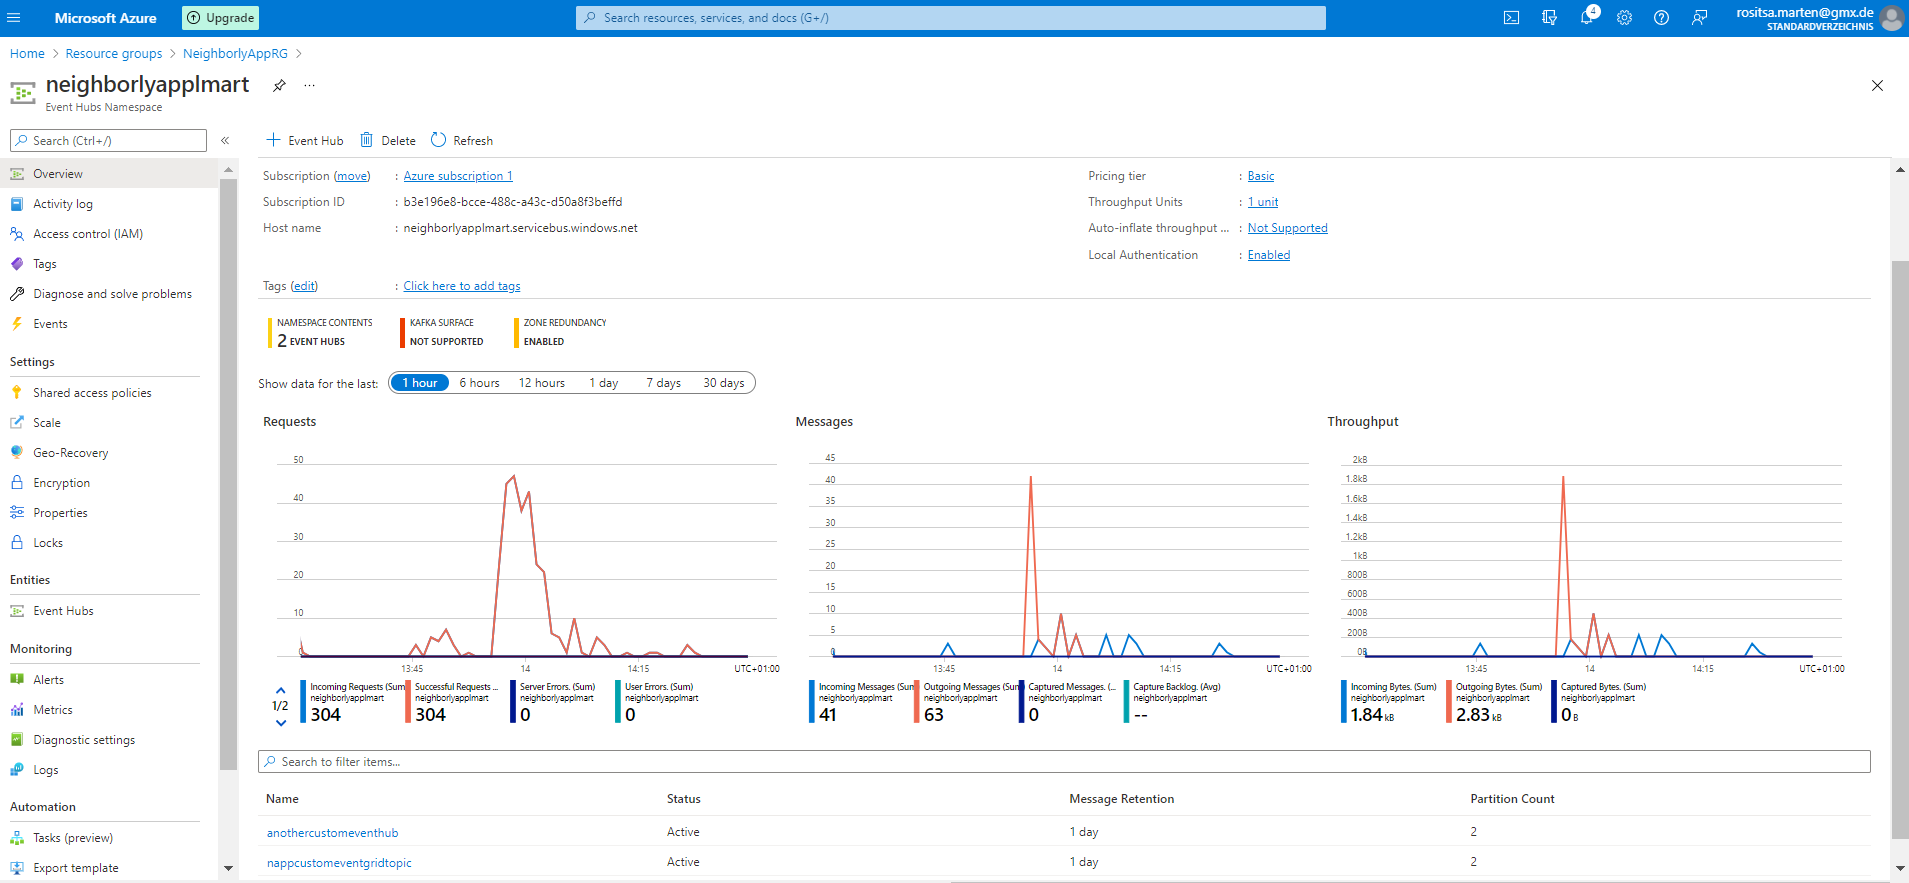 Microsoft Azure
Upgrade
Search resources, services, and docs (G+/)
4
rositsa.marten@gmx.de
STANDARDVERZEICHNIS
Home > Resource groups > NeighborlyAppRG >
neighborlyapplmart
...
Event Hubs Namespace
Search (Ctrl+/)
«
Overview
Activity log
Access control (IAM)
Tags
Diagnose and solve problems
Events
Settings
Shared access policies
Scale
Geo-Recovery
Encryption
Properties
Locks
Entities
Event Hubs
Monitoring
Alerts
Metrics
Diagnostic settings
Logs
Automation
Tasks (preview)
Export template
+ Event Hub Delete Refresh
Subscription (move) : Azure subscription 1
Subscription ID : b3e196e8-bcce-488c-a43c-d50a8f3beffd
Host name : neighborlyapplmart.servicebus.windows.net
Tags (edit) : Click here to add tags
Pricing tier : Basic
Throughput Units : 1 unit
Auto-inflate throughput ... : Not Supported
Local Authentication : Enabled
NAMESPACE CONTENTS
2 EVENT HUBS
KAFKA SURFACE
NOT SUPPORTED
ZONE REDUNDANCY
ENABLED
Show data for the last: 1 hour 6 hours 12 hours 1 day 7 days 30 days
Requests
50
40
30
20
10
0
13:45 14 14:15 UTC+01:00
1/2
Incoming Requests (Sum
neighborlyapplmart
304
Successful Requests ...
neighborlyapplmart
304
Server Errors. (Sum)
neighborlyapplmart
0
User Errors. (Sum)
neighborlyapplmart
0
Messages
45
40
35
30
25
20
15
10
5
0
13:45 14 14:15 UTC+01:00
Incoming Messages (Sum
neighborlyapplmart
41
Outgoing Messages (Sum
neighborlyapplmart
63
Captured Messages. (...
neighborlyapplmart
0
Capture Backlog. (Avg)
neighborlyapplmart
--
Throughput
2kB
1.8kB
1.6kB
1.4kB
1.2kB
1kB
800B
600B
400B
200B
0B
13:45 14 14:15 UTC+01:00
Incoming Bytes. (Sum)
neighborlyapplmart
1.84 kB
Outgoing Bytes. (Sum)
neighborlyapplmart
2.83 kB
Captured Bytes. (Sum)
neighborlyapplmart
0 B
Search to filter items...
Name Status Message Retention Partition Count
anothercustomeventhub Active 1 day 2
nappcustomeventgridtopic Active 1 day 2